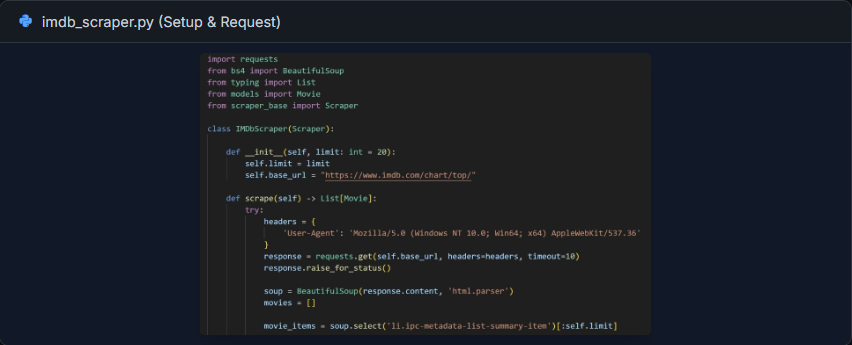 imdb_scraper.py (Setup & Request)
import requests
from bs4 import BeautifulSoup
from typing import List
from models import Movie
from scraper_base import Scraper
class IMDbScraper(Scraper):
def __init__(self, limit: int = 20):
self.limit = limit
self.base_url = "https://www.imdb.com/chart/top/"
def scrape(self) -> List[Movie]:
try:
headers = {
'User-Agent': 'Mozilla/5.0 (Windows NT 10.0; Win64; x64) AppleWebKit/537.36'
}
response = requests.get(self.base_url, headers=headers, timeout=10)
response.raise_for_status()
soup = BeautifulSoup(response.content, 'html.parser')
movies = []
movie_items = soup.select('li.ipc-metadata-list-summary-item')[:self.limit]